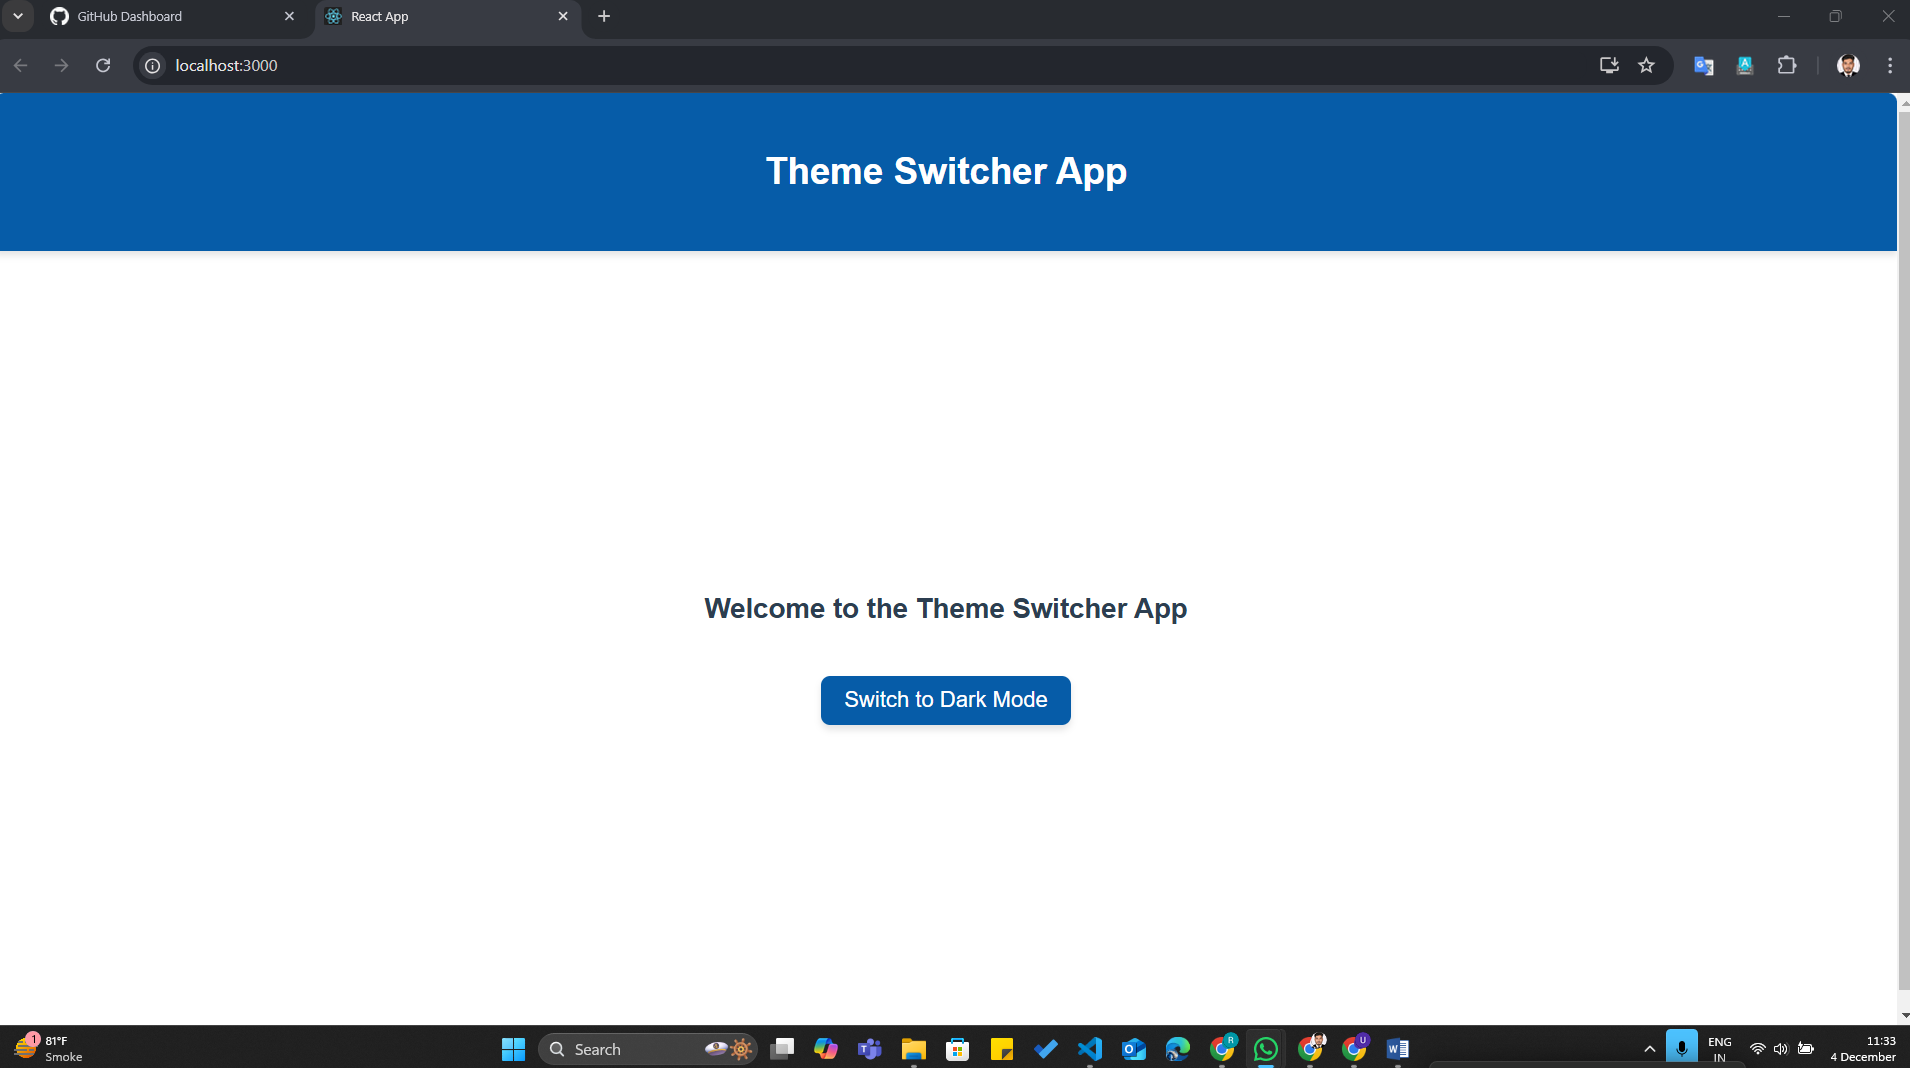 GitHub Dashboard
React App
localhost:3000
Theme Switcher App
Welcome to the Theme Switcher App
Switch to Dark Mode
1
81°F
Smoke
Search
R
U
ENG
IN
11:33
4 December